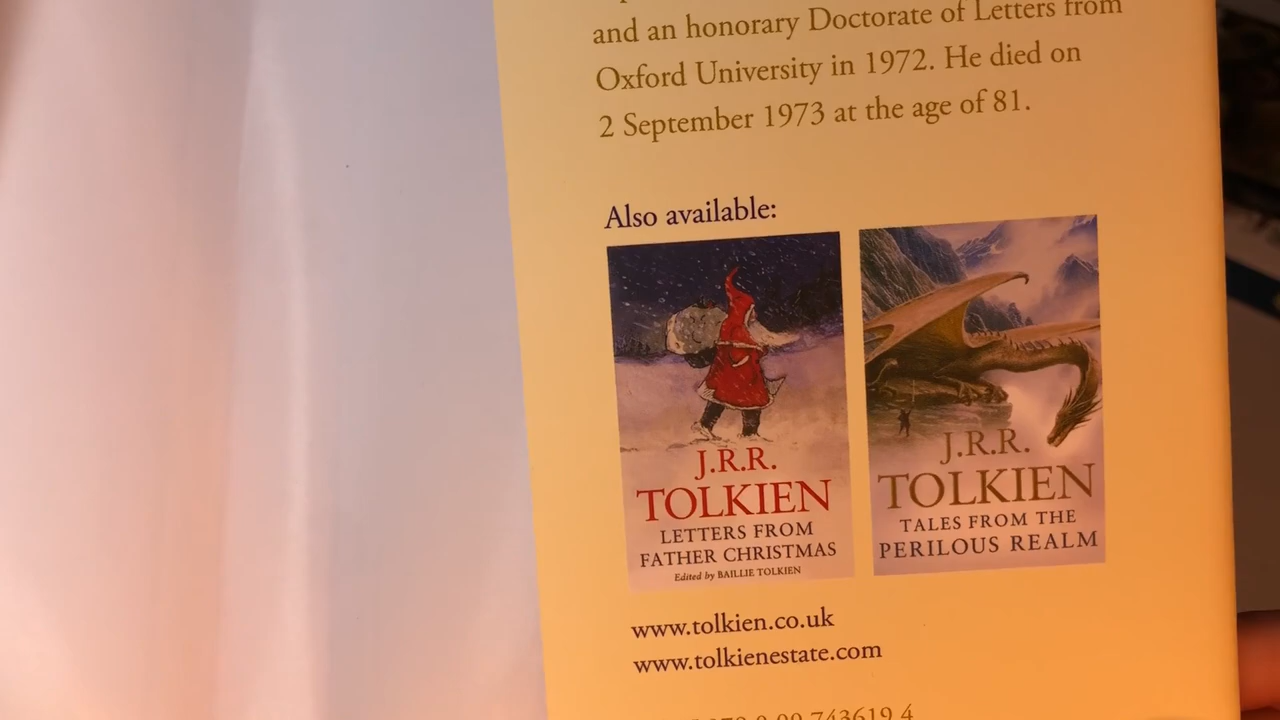 and an honorary Doctorate of Letters from
Oxford University in 1972. He died on
2 September 1973 at the age of 81.
Also available:
J.R.R.
TOLKIEN
LETTERS FROM
FATHER CHRISTMAS
Edited by BAILLIE TOLKIEN
J.R.R.
TOLKIEN
TALES FROM THE
PERILOUS REALM
www.tolkien.co.uk
www.tolkienestate.com
743619 4